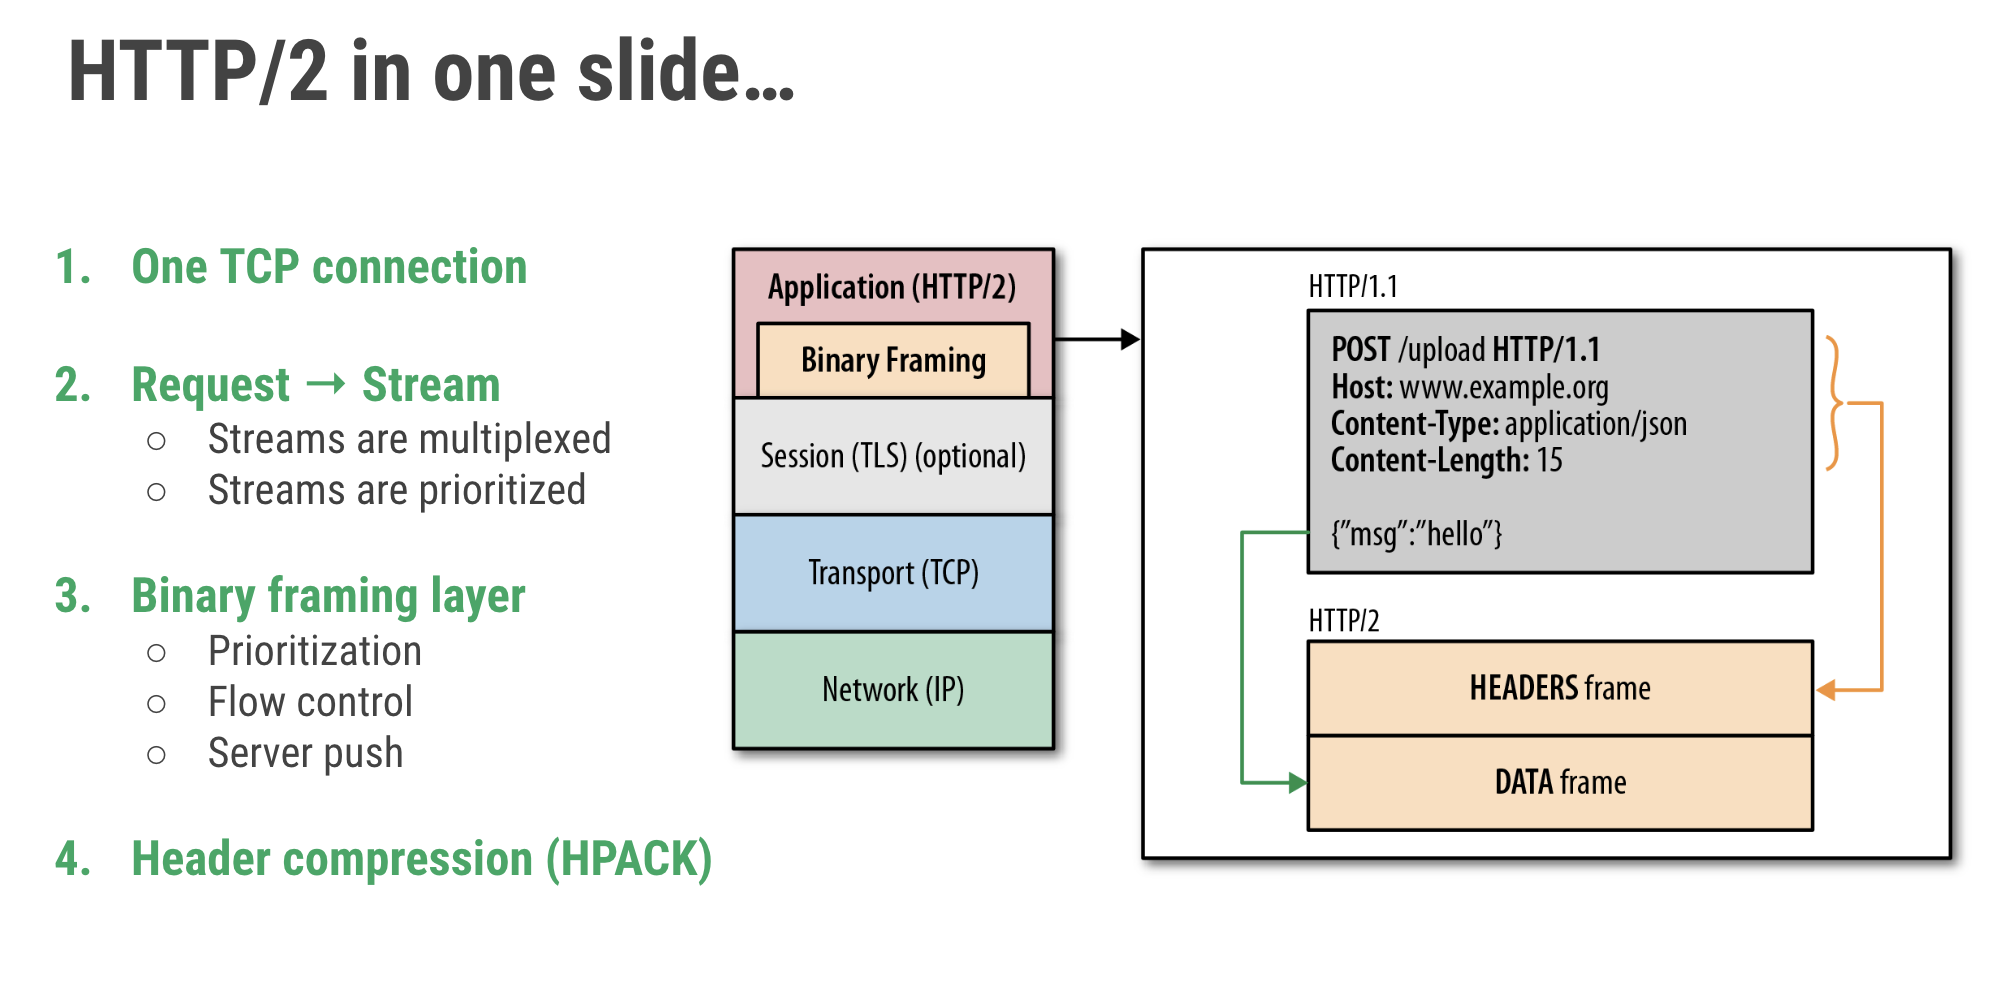 HTTP/2 in one slide...
1. One TCP connection
2. Request → Stream
○ Streams are multiplexed
○ Streams are prioritized
3. Binary framing layer
○ Prioritization
○ Flow control
○ Server push
4. Header compression (HPACK)
Application (HTTP/2)
Binary Framing
Session (TLS) (optional)
Transport (TCP)
Network (IP)
HTTP/1.1
POST /upload HTTP/1.1
Host: www.example.org
Content-Type: application/json
Content-Length: 15
{"msg":"hello"}
HTTP/2
HEADERS frame
DATA frame